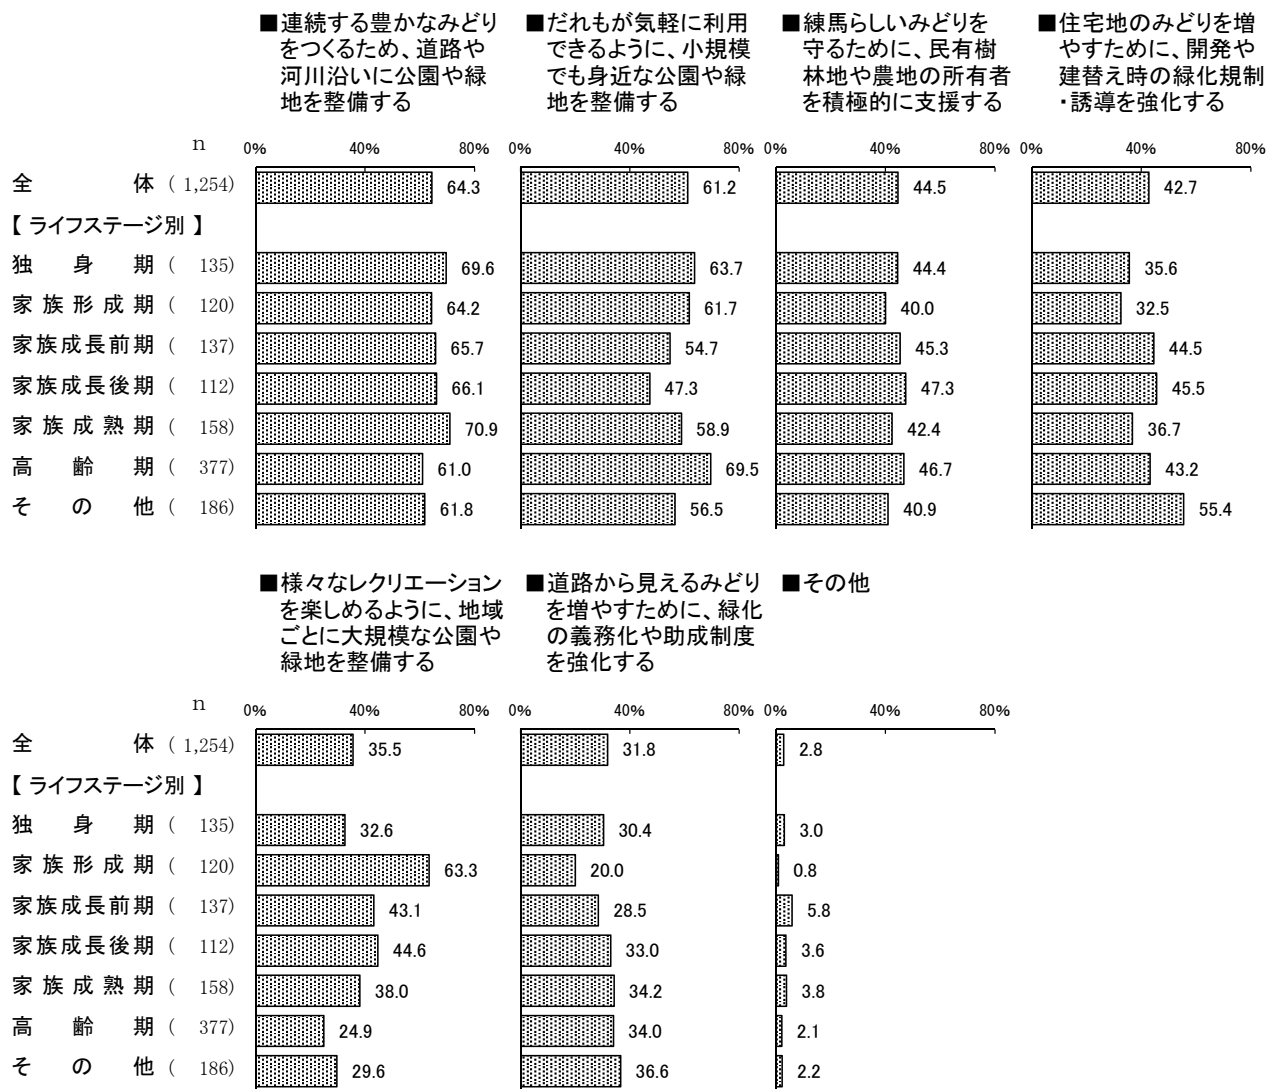 ■連続する豊かなみどり
をつくるため、道路や
河川沿いに公園や緑
地を整備する
■だれもが気軽に利用
できるように、小規模
でも身近な公園や緑
地を整備する
■練馬らしいみどりを
守るために、民有樹
林地や農地の所有者
を積極的に支援する
■住宅地のみどりを増
やすために、開発や
建替え時の緑化規制
・誘導を強化する
n 0% 40% 80% 0% 40% 80% 0% 40% 80% 0% 40% 80%
全体 (1,254) 64.3 61.2 44.5 42.7
【ライフステージ別】
独身期 ( 135) 69.6 63.7 44.4 35.6
家族形成期 ( 120) 64.2 61.7 40.0 32.5
家族成長前期 ( 137) 65.7 54.7 45.3 44.5
家族成長後期 ( 112) 66.1 47.3 47.3 45.5
家族成熟期 ( 158) 70.9 58.9 42.4 36.7
高齢期 ( 377) 61.0 69.5 46.7 43.2
その他 ( 186) 61.8 56.5 40.9 55.4
■様々なレクリエーション
を楽しめるように、地域
ごとに大規模な公園や
緑地を整備する
■道路から見えるみどり
を増やすために、緑化
の義務化や助成制度
を強化する
■その他
n 0% 40% 80% 0% 40% 80% 0% 40% 80%
全体 (1,254) 35.5 31.8 2.8
【ライフステージ別】
独身期 ( 135) 32.6 30.4 3.0
家族形成期 ( 120) 63.3 20.0 0.8
家族成長前期 ( 137) 43.1 28.5 5.8
家族成長後期 ( 112) 44.6 33.0 3.6
家族成熟期 ( 158) 38.0 34.2 3.8
高齢期 ( 377) 24.9 34.0 2.1
その他 ( 186) 29.6 36.6 2.2